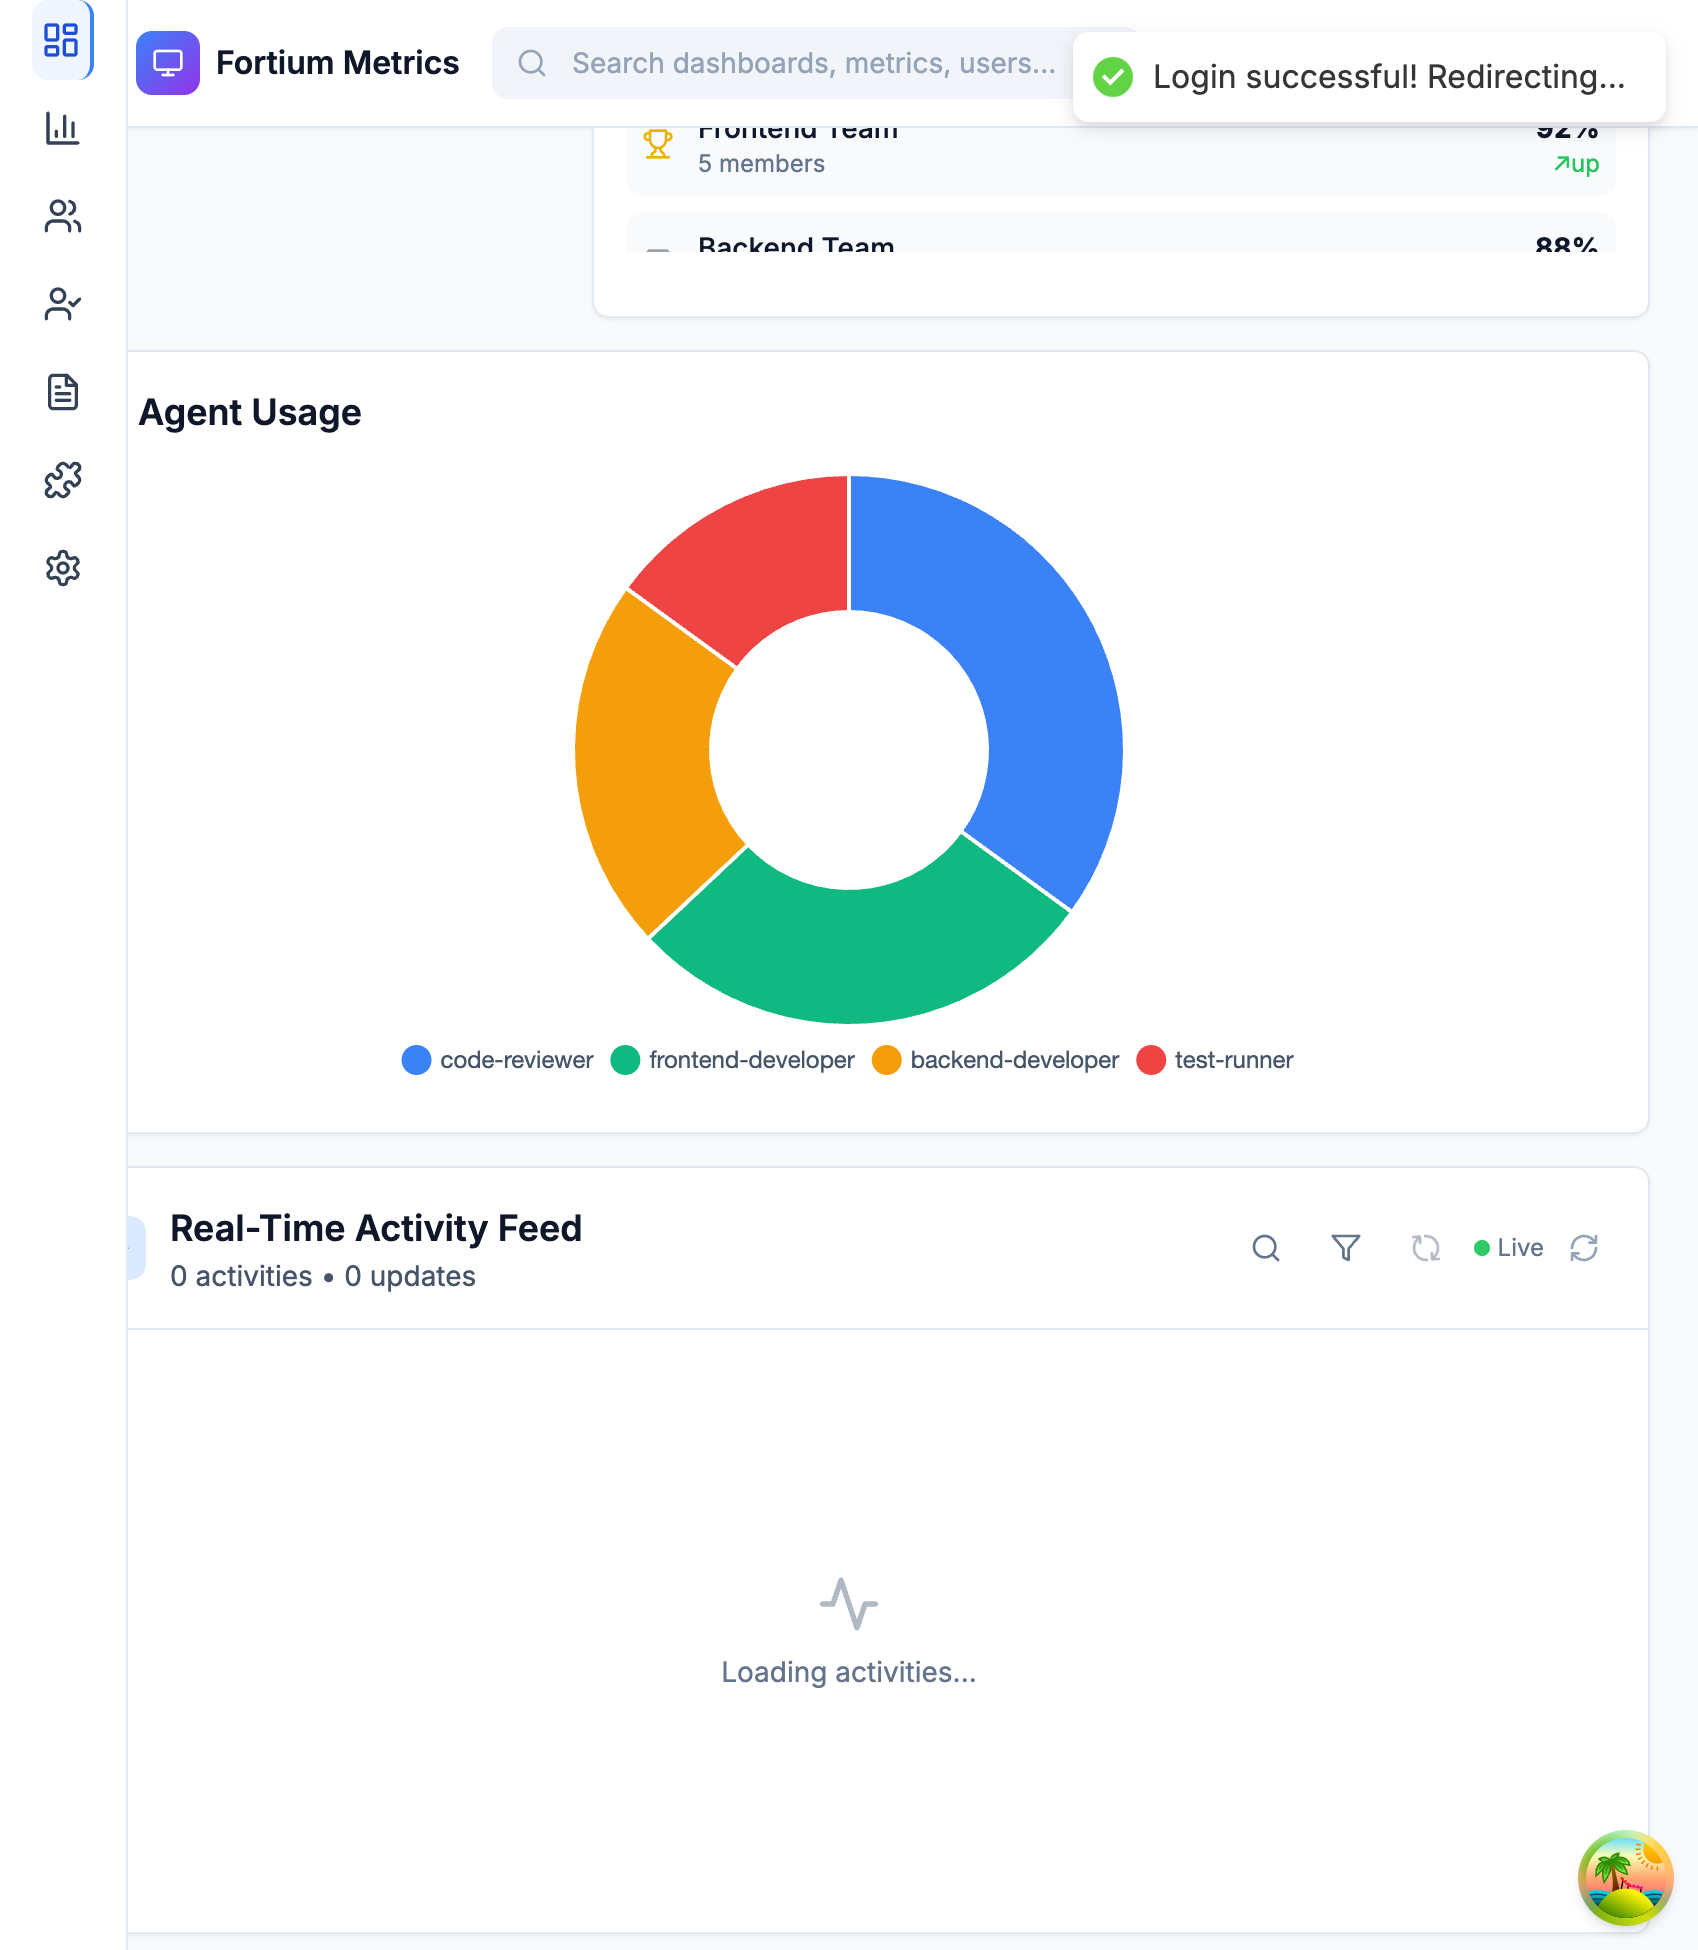 Fortium Metrics
Search dashboards, metrics, users...
Login successful! Redirecting...
Frontend Team
92%
5 members
up
Backend Team
88%
Agent Usage
code-reviewer
frontend-developer
backend-developer
test-runner
Real-Time Activity Feed
0 activities • 0 updates
Live
Loading activities...